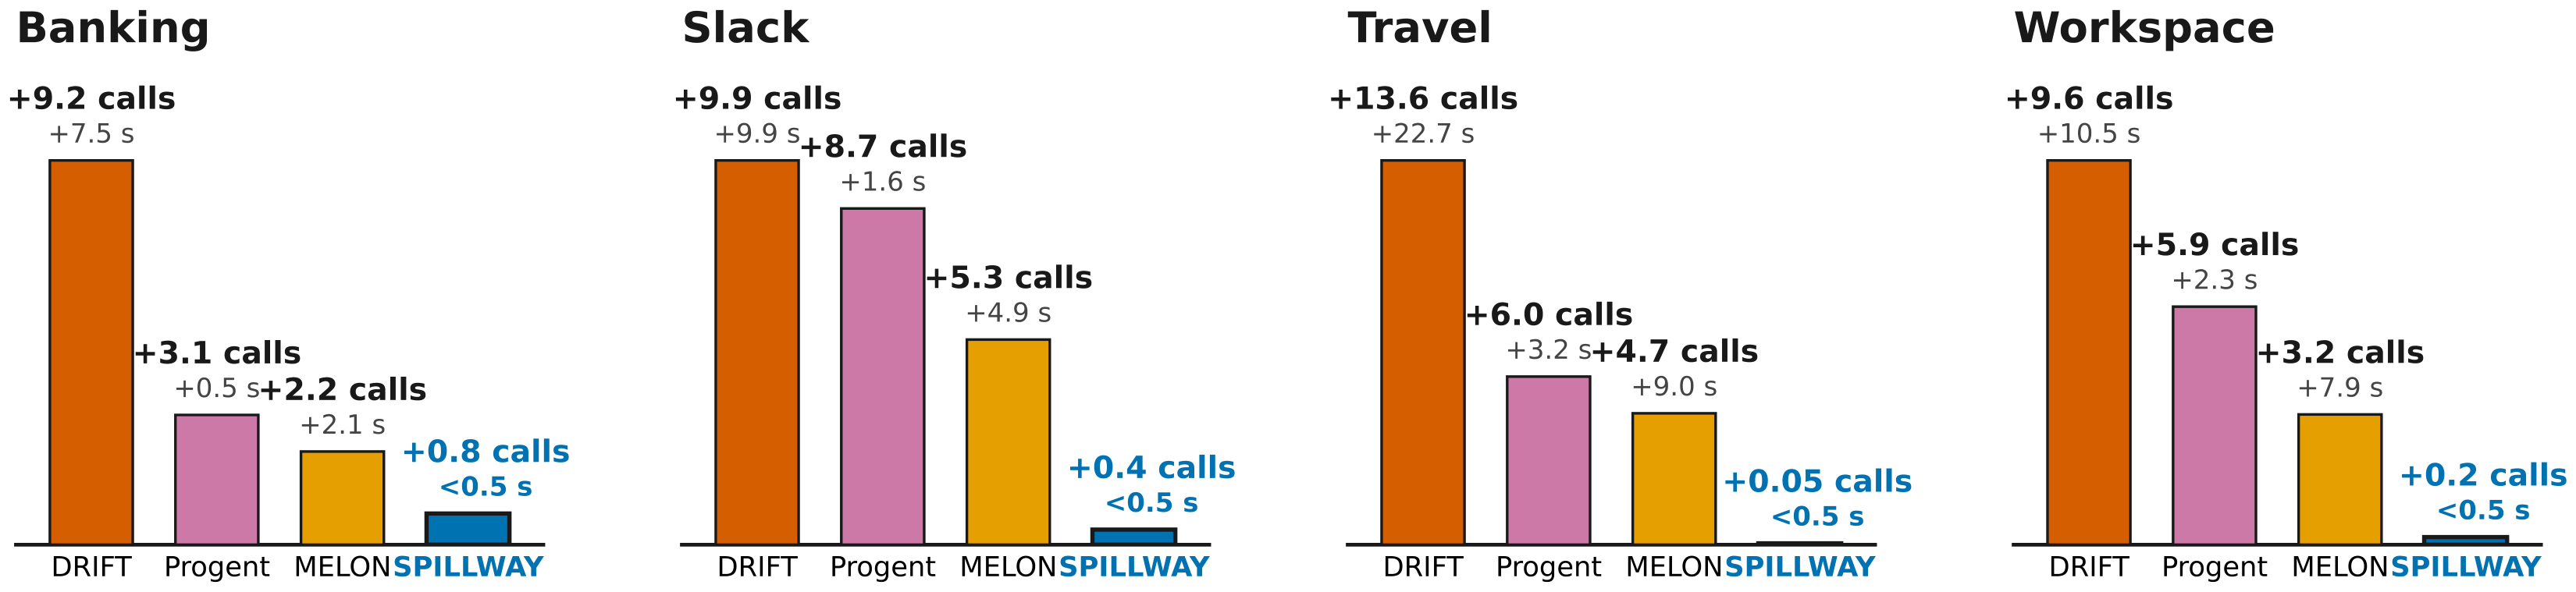 Banking
+9.2 calls
+7.5 s
+3.1 calls
+0.5 s
+2.2 calls
+2.1 s
+0.8 calls
<0.5 s
DRIFT
Progent
MELON
SPILLWAY
Slack
+9.9 calls
+9.9 s
+8.7 calls
+1.6 s
+5.3 calls
+4.9 s
+0.4 calls
<0.5 s
DRIFT
Progent
MELON
SPILLWAY
Travel
+13.6 calls
+22.7 s
+6.0 calls
+3.2 s
+4.7 calls
+9.0 s
+0.05 calls
<0.5 s
DRIFT
Progent
MELON
SPILLWAY
Workspace
+9.6 calls
+10.5 s
+5.9 calls
+2.3 s
+3.2 calls
+7.9 s
+0.2 calls
<0.5 s
DRIFT
Progent
MELON
SPILLWAY